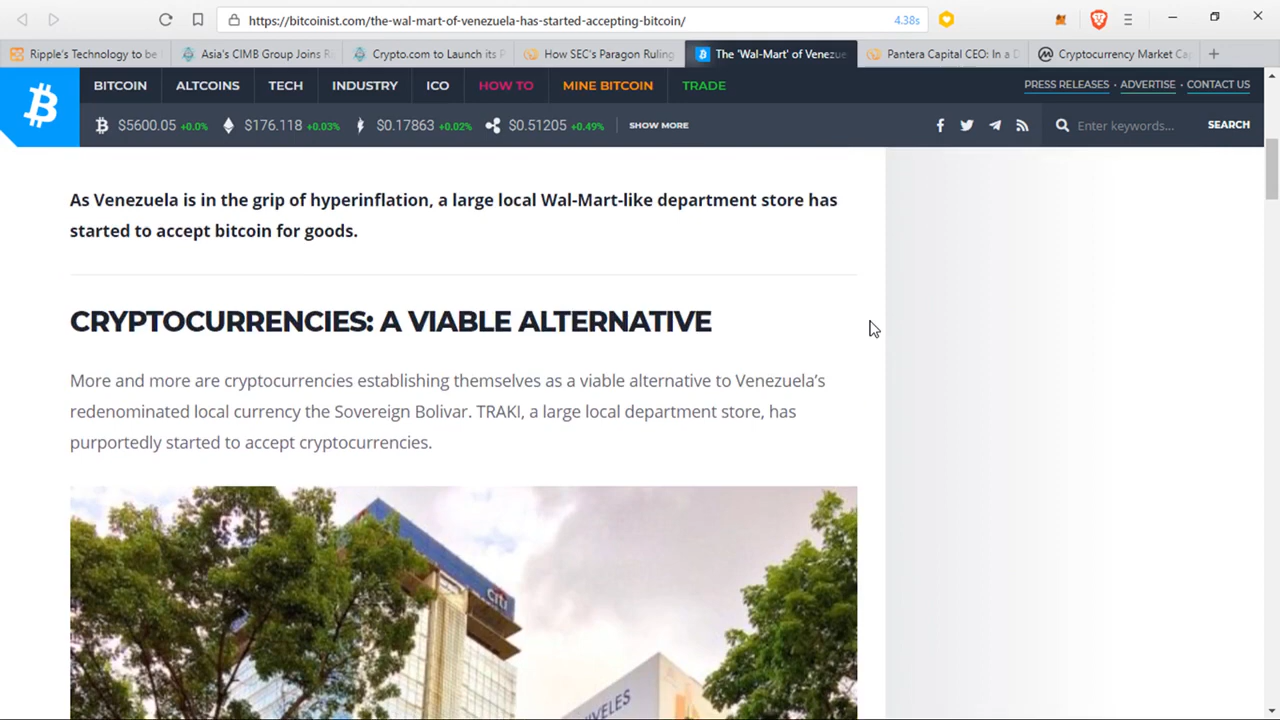 https://bitcoinist.com/the-wal-mart-of-venezuela-has-started-accepting-bitcoin/
4.38s
Ripple's Technology to be
Asia's CIMB Group Joins R
Crypto.com to Launch its P
How SEC's Paragon Ruling
The 'Wal-Mart' of Venezue
Pantera Capital CEO: In a D
Cryptocurrency Market Ca
BITCOIN
ALTCOINS
TECH
INDUSTRY
ICO
HOW TO
MINE BITCOIN
TRADE
PRESS RELEASES • ADVERTISE • CONTACT US
$5600.05 +0.0%
$176.118 +0.03%
$0.17863 +0.02%
$0.51205 +0.49%
SHOW MORE
Enter keywords...
SEARCH
As Venezuela is in the grip of hyperinflation, a large local Wal-Mart-like department store has
started to accept bitcoin for goods.
CRYPTOCURRENCIES: A VIABLE ALTERNATIVE
More and more are cryptocurrencies establishing themselves as a viable alternative to Venezuela’s
redenominated local currency the Sovereign Bolivar. TRAKI, a large local department store, has
purportedly started to accept cryptocurrencies.
citi
IVELES